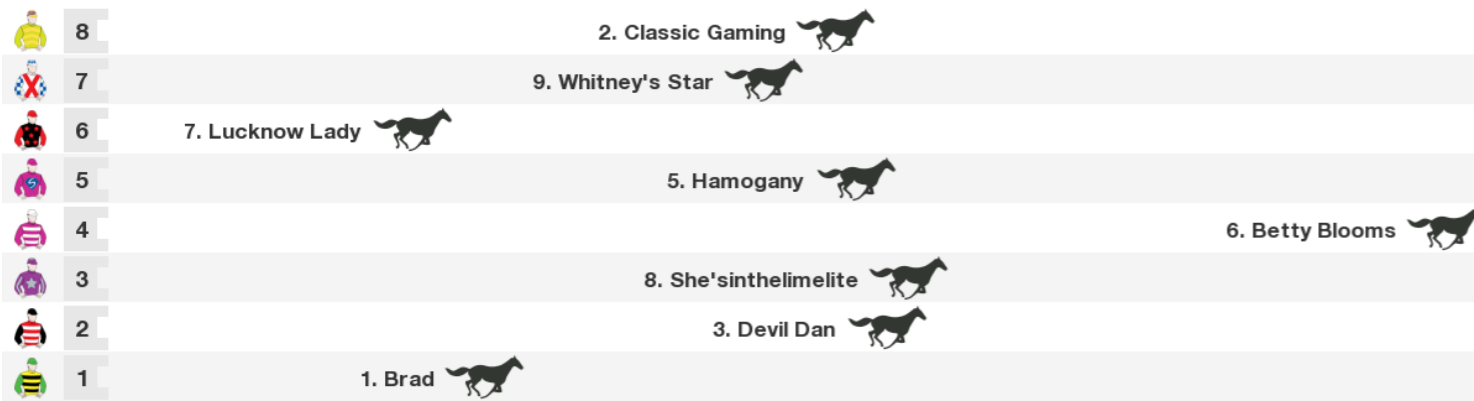 8 2. Classic Gaming
7 9. Whitney's Star
6 7. Lucknow Lady
5 5. Hamogany
4 6. Betty Blooms
3 8. She'sinthelimelite
2 3. Devil Dan
1 1. Brad